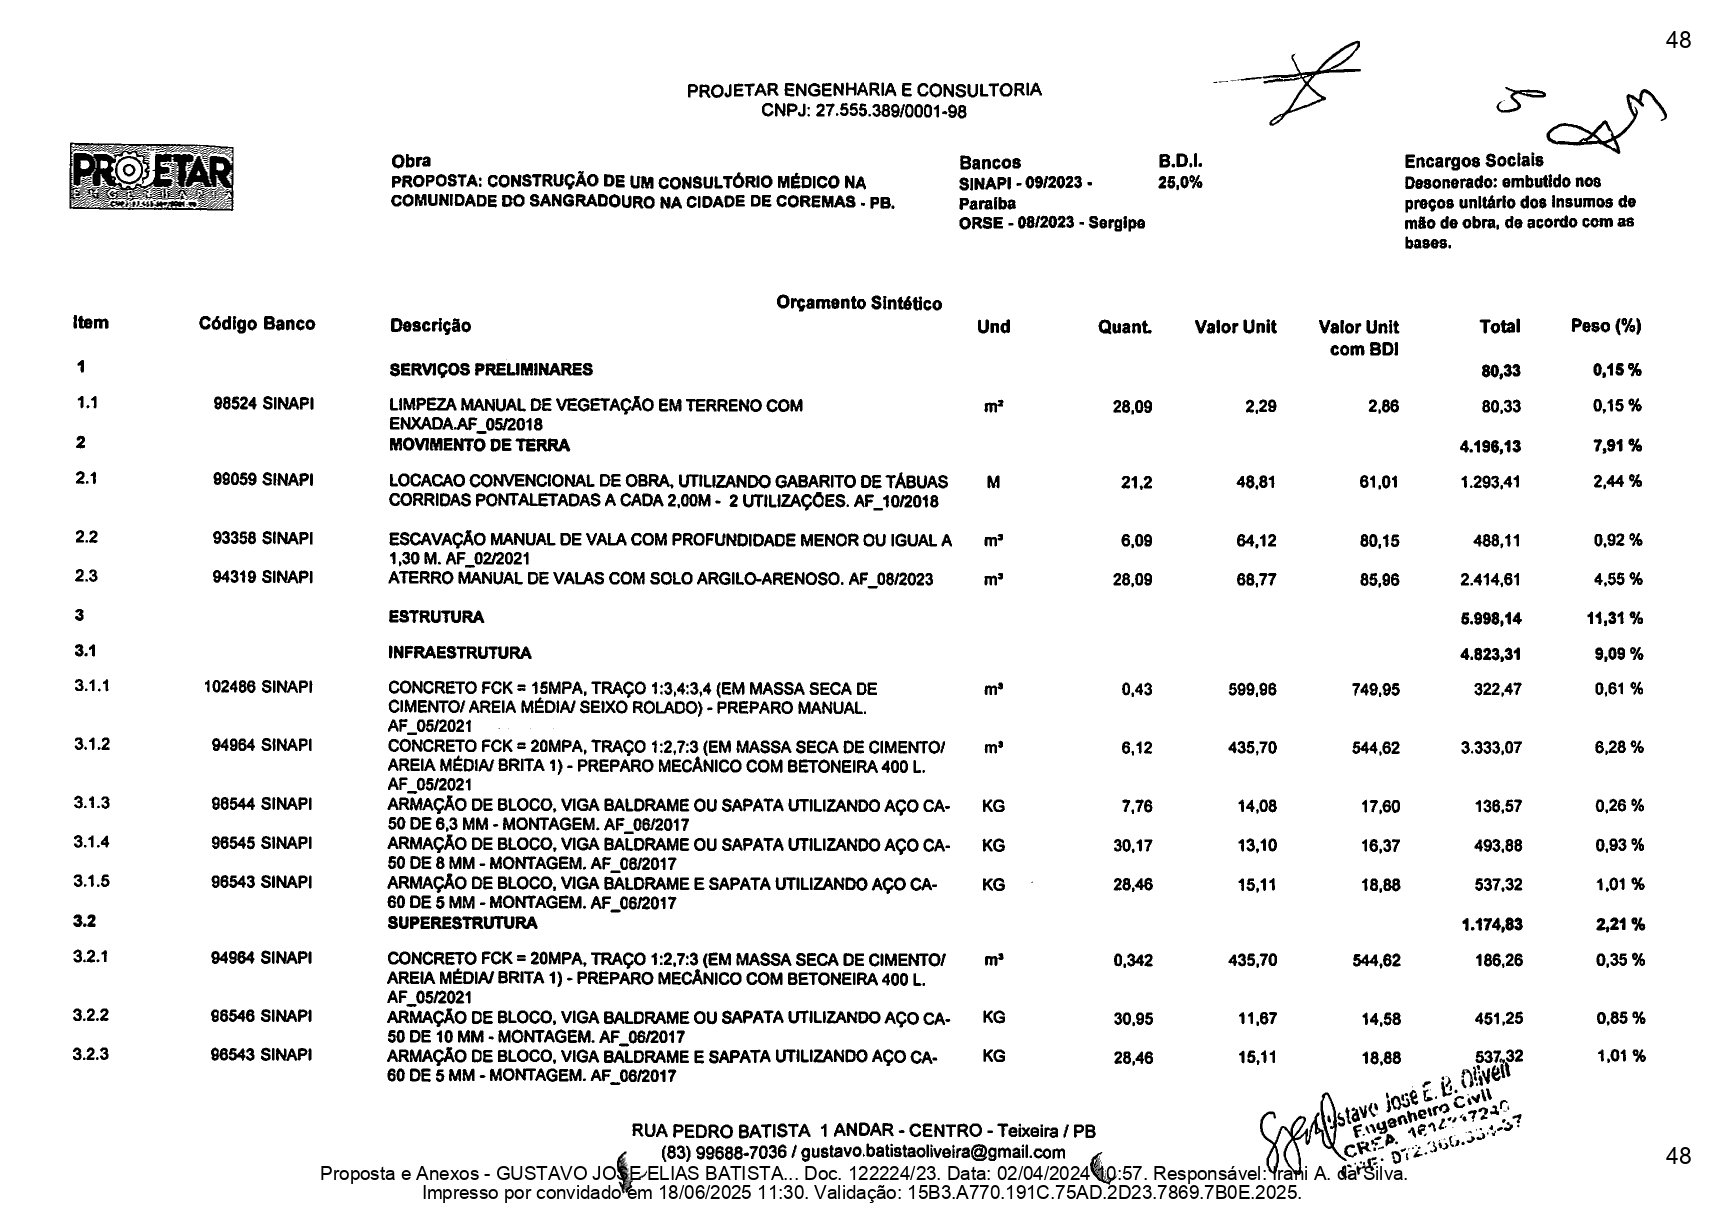 48
PROJETAR ENGENHARIA E CONSULTORIA
CNPJ: 27.555.389/0001-98
PROJETAR
Obra
PROPOSTA: CONSTRUÇÃO DE UM CONSULTÓRIO MÉDICO NA
COMUNIDADE DO SANGRADOURO NA CIDADE DE COREMAS - PB.
Bancos
SINAPI - 09/2023 -
Paraíba
ORSE - 08/2023 - Sergipe
B.D.I.
25,0%
Encargos Sociais
Desonerado: embutido nos
preços unitário dos insumos de
mão de obra, de acordo com as
bases.
Orçamento Sintético
Item Código Banco Descrição Und Quant. Valor Unit Valor Unit com BDI Total Peso (%)
1 SERVIÇOS PRELIMINARES 80,33 0,15 %
1.1 98524 SINAPI LIMPEZA MANUAL DE VEGETAÇÃO EM TERRENO COM m² 28,09 2,29 2,86 80,33 0,15 %
ENXADA.AF_05/2018
2 MOVIMENTO DE TERRA 4.196,13 7,91 %
2.1 99059 SINAPI LOCACAO CONVENCIONAL DE OBRA, UTILIZANDO GABARITO DE TÁBUAS M 21,2 48,81 61,01 1.293,41 2,44 %
CORRIDAS PONTALETADAS A CADA 2,00M - 2 UTILIZAÇÕES. AF_10/2018
2.2 93358 SINAPI ESCAVAÇÃO MANUAL DE VALA COM PROFUNDIDADE MENOR OU IGUAL A m³ 6,09 64,12 80,15 488,11 0,92 %
1,30 M. AF_02/2021
2.3 94319 SINAPI ATERRO MANUAL DE VALAS COM SOLO ARGILO-ARENOSO. AF_08/2023 m³ 28,09 68,77 85,96 2.414,61 4,55 %
3 ESTRUTURA 5.998,14 11,31 %
3.1 INFRAESTRUTURA 4.823,31 9,09 %
3.1.1 102486 SINAPI CONCRETO FCK = 15MPA, TRAÇO 1:3,4:3,4 (EM MASSA SECA DE m³ 0,43 599,96 749,95 322,47 0,61 %
CIMENTO/ AREIA MÉDIA/ SEIXO ROLADO) - PREPARO MANUAL.
AF_05/2021
3.1.2 94964 SINAPI CONCRETO FCK = 20MPA, TRAÇO 1:2,7:3 (EM MASSA SECA DE CIMENTO/ m³ 6,12 435,70 544,62 3.333,07 6,28 %
AREIA MÉDIA/ BRITA 1) - PREPARO MECÂNICO COM BETONEIRA 400 L.
AF_05/2021
3.1.3 96544 SINAPI ARMAÇÃO DE BLOCO, VIGA BALDRAME OU SAPATA UTILIZANDO AÇO CA- KG 7,76 14,08 17,60 136,57 0,26 %
50 DE 6,3 MM - MONTAGEM. AF_06/2017
3.1.4 96545 SINAPI ARMAÇÃO DE BLOCO, VIGA BALDRAME OU SAPATA UTILIZANDO AÇO CA- KG 30,17 13,10 16,37 493,88 0,93 %
50 DE 8 MM - MONTAGEM. AF_06/2017
3.1.5 96543 SINAPI ARMAÇÃO DE BLOCO, VIGA BALDRAME E SAPATA UTILIZANDO AÇO CA- KG 28,46 15,11 18,88 537,32 1,01 %
60 DE 5 MM - MONTAGEM. AF_06/2017
3.2 SUPERESTRUTURA 1.174,83 2,21 %
3.2.1 94964 SINAPI CONCRETO FCK = 20MPA, TRAÇO 1:2,7:3 (EM MASSA SECA DE CIMENTO/ m³ 0,342 435,70 544,62 186,26 0,35 %
AREIA MÉDIA/ BRITA 1) - PREPARO MECÂNICO COM BETONEIRA 400 L.
AF_05/2021
3.2.2 96546 SINAPI ARMAÇÃO DE BLOCO, VIGA BALDRAME OU SAPATA UTILIZANDO AÇO CA- KG 30,95 11,67 14,58 451,25 0,85 %
50 DE 10 MM - MONTAGEM. AF_06/2017
3.2.3 96543 SINAPI ARMAÇÃO DE BLOCO, VIGA BALDRAME E SAPATA UTILIZANDO AÇO CA- KG 28,46 15,11 18,88 537,32 1,01 %
60 DE 5 MM - MONTAGEM. AF_06/2017
José E. B.
Engenheiro Civil
CREA
RUA PEDRO BATISTA 1 ANDAR - CENTRO - Teixeira / PB
(83) 99688-7036 / gustavo.batistaoliveira@gmail.com
48
Proposta e Anexos - GUSTAVO JOSE ELIAS BATISTA... Doc. 122224/23. Data: 02/04/2024 10:57. Responsável: Irani A. da Silva.
Impresso por convidado em 18/06/2025 11:30. Validação: 15B3.A770.191C.75AD.2D23.7869.7B0E.2025.